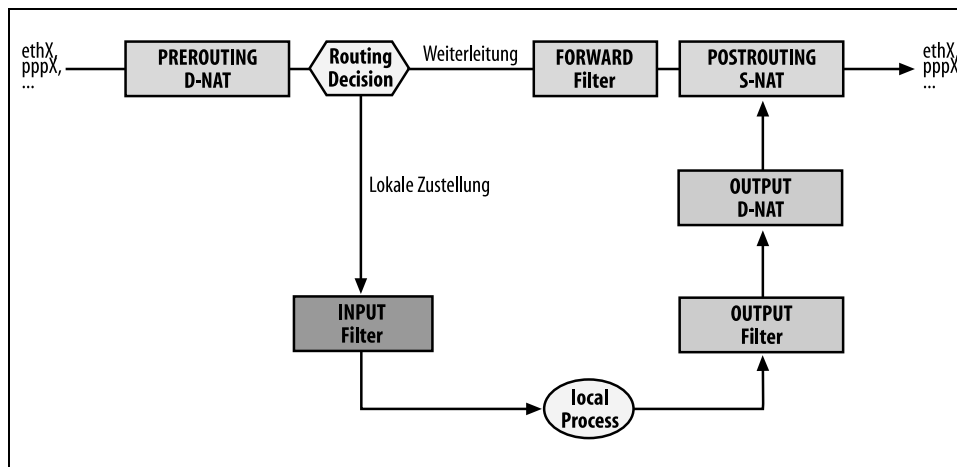 ethX,
pppX,
...
PREROUTING
D-NAT
Routing
Decision
Weiterleitung
FORWARD
Filter
POSTROUTING
S-NAT
ethX,
pppX,
...
Lokale Zustellung
OUTPUT
D-NAT
INPUT
Filter
OUTPUT
Filter
local
Process